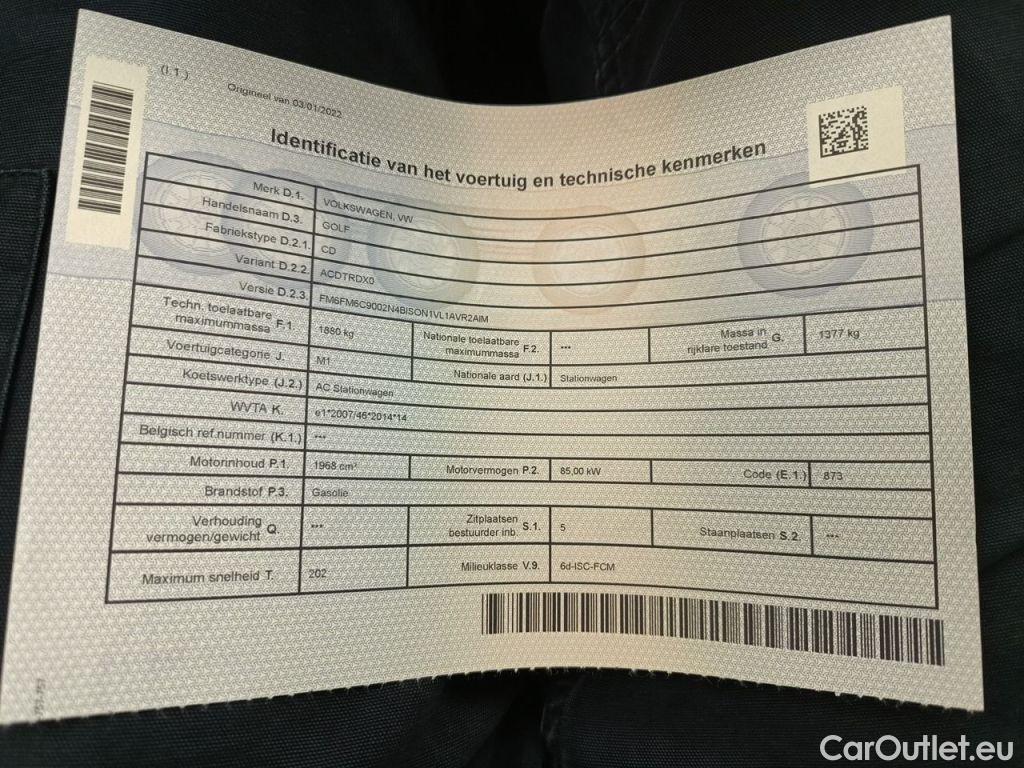 (I.1.)
Origineel van 03/01/2022
Identificatie van het voertuig en technische kenmerken
Merk D.1. VOLKSWAGEN, VW
Handelsnaam D.3. GOLF
Fabriekstype D.2.1. CD
Variant D.2.2. ACDTRDX0
Versie D.2.3. FM6FM6C9002N4BISON1VL1AVR2AIM
Techn. toelaatbare maximummassa F.1. 1880 kg Nationale toelaatbare maximummassa F.2. *** Massa in rijklare toestand G. 1377 kg
Voertuigcategorie J. M1 Nationale aard (J.1.) Stationwagen
Koetswerktype (J.2.) AC Stationwagen
WVTA K. e1*2007/46*2014*14
Belgisch ref.nummer (K.1.) ***
Motorinhoud P.1. 1968 cm³ Motorvermogen P.2. 85,00 kW Code (E.1.) 873
Brandstof P.3. Gasolie
Verhouding vermogen/gewicht Q. *** Zitplaatsen bestuurder inb. S.1. 5 Staanplaatsen S.2. ***
Maximum snelheid T. 202 Milieuklasse V.9. 6d-ISC-FCM
CarOutlet.eu